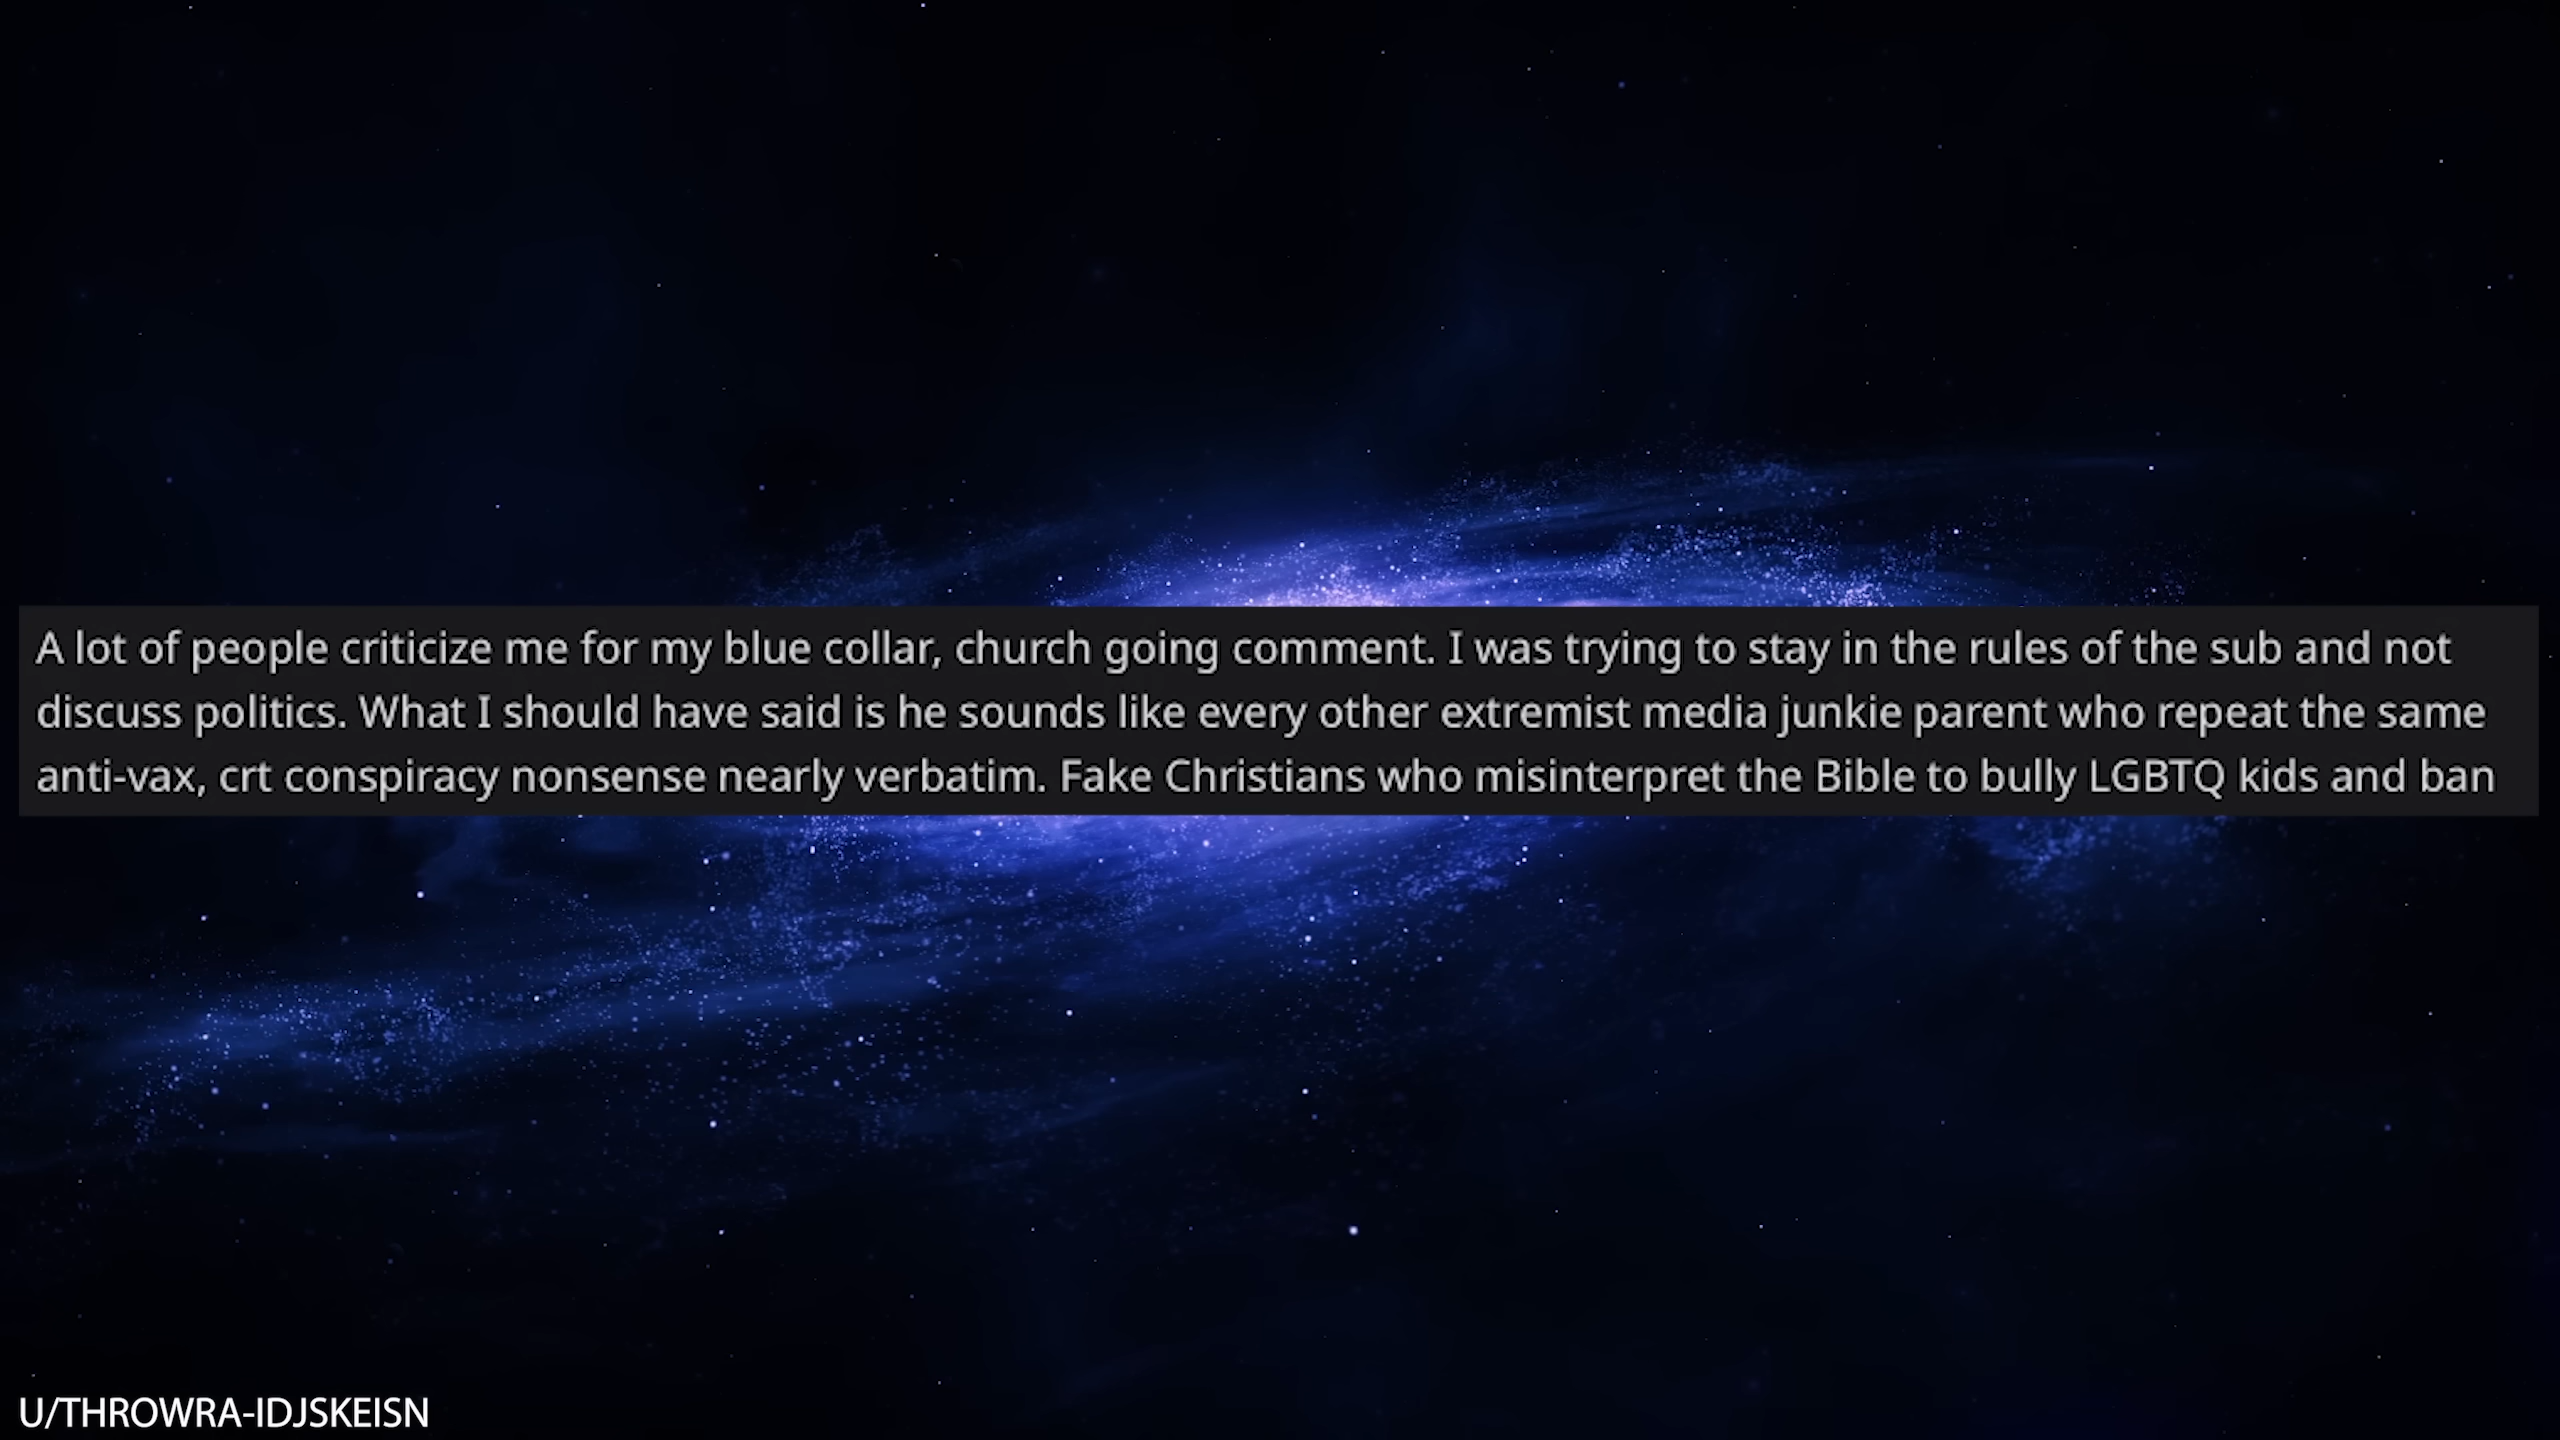 A lot of people criticize me for my blue collar, church going comment. I was trying to stay in the rules of the sub and not
discuss politics. What I should have said is he sounds like every other extremist media junkie parent who repeat the same
anti-vax, crt conspiracy nonsense nearly verbatim. Fake Christians who misinterpret the Bible to bully LGBTQ kids and ban
U/THROWRA-IDJSKEISN